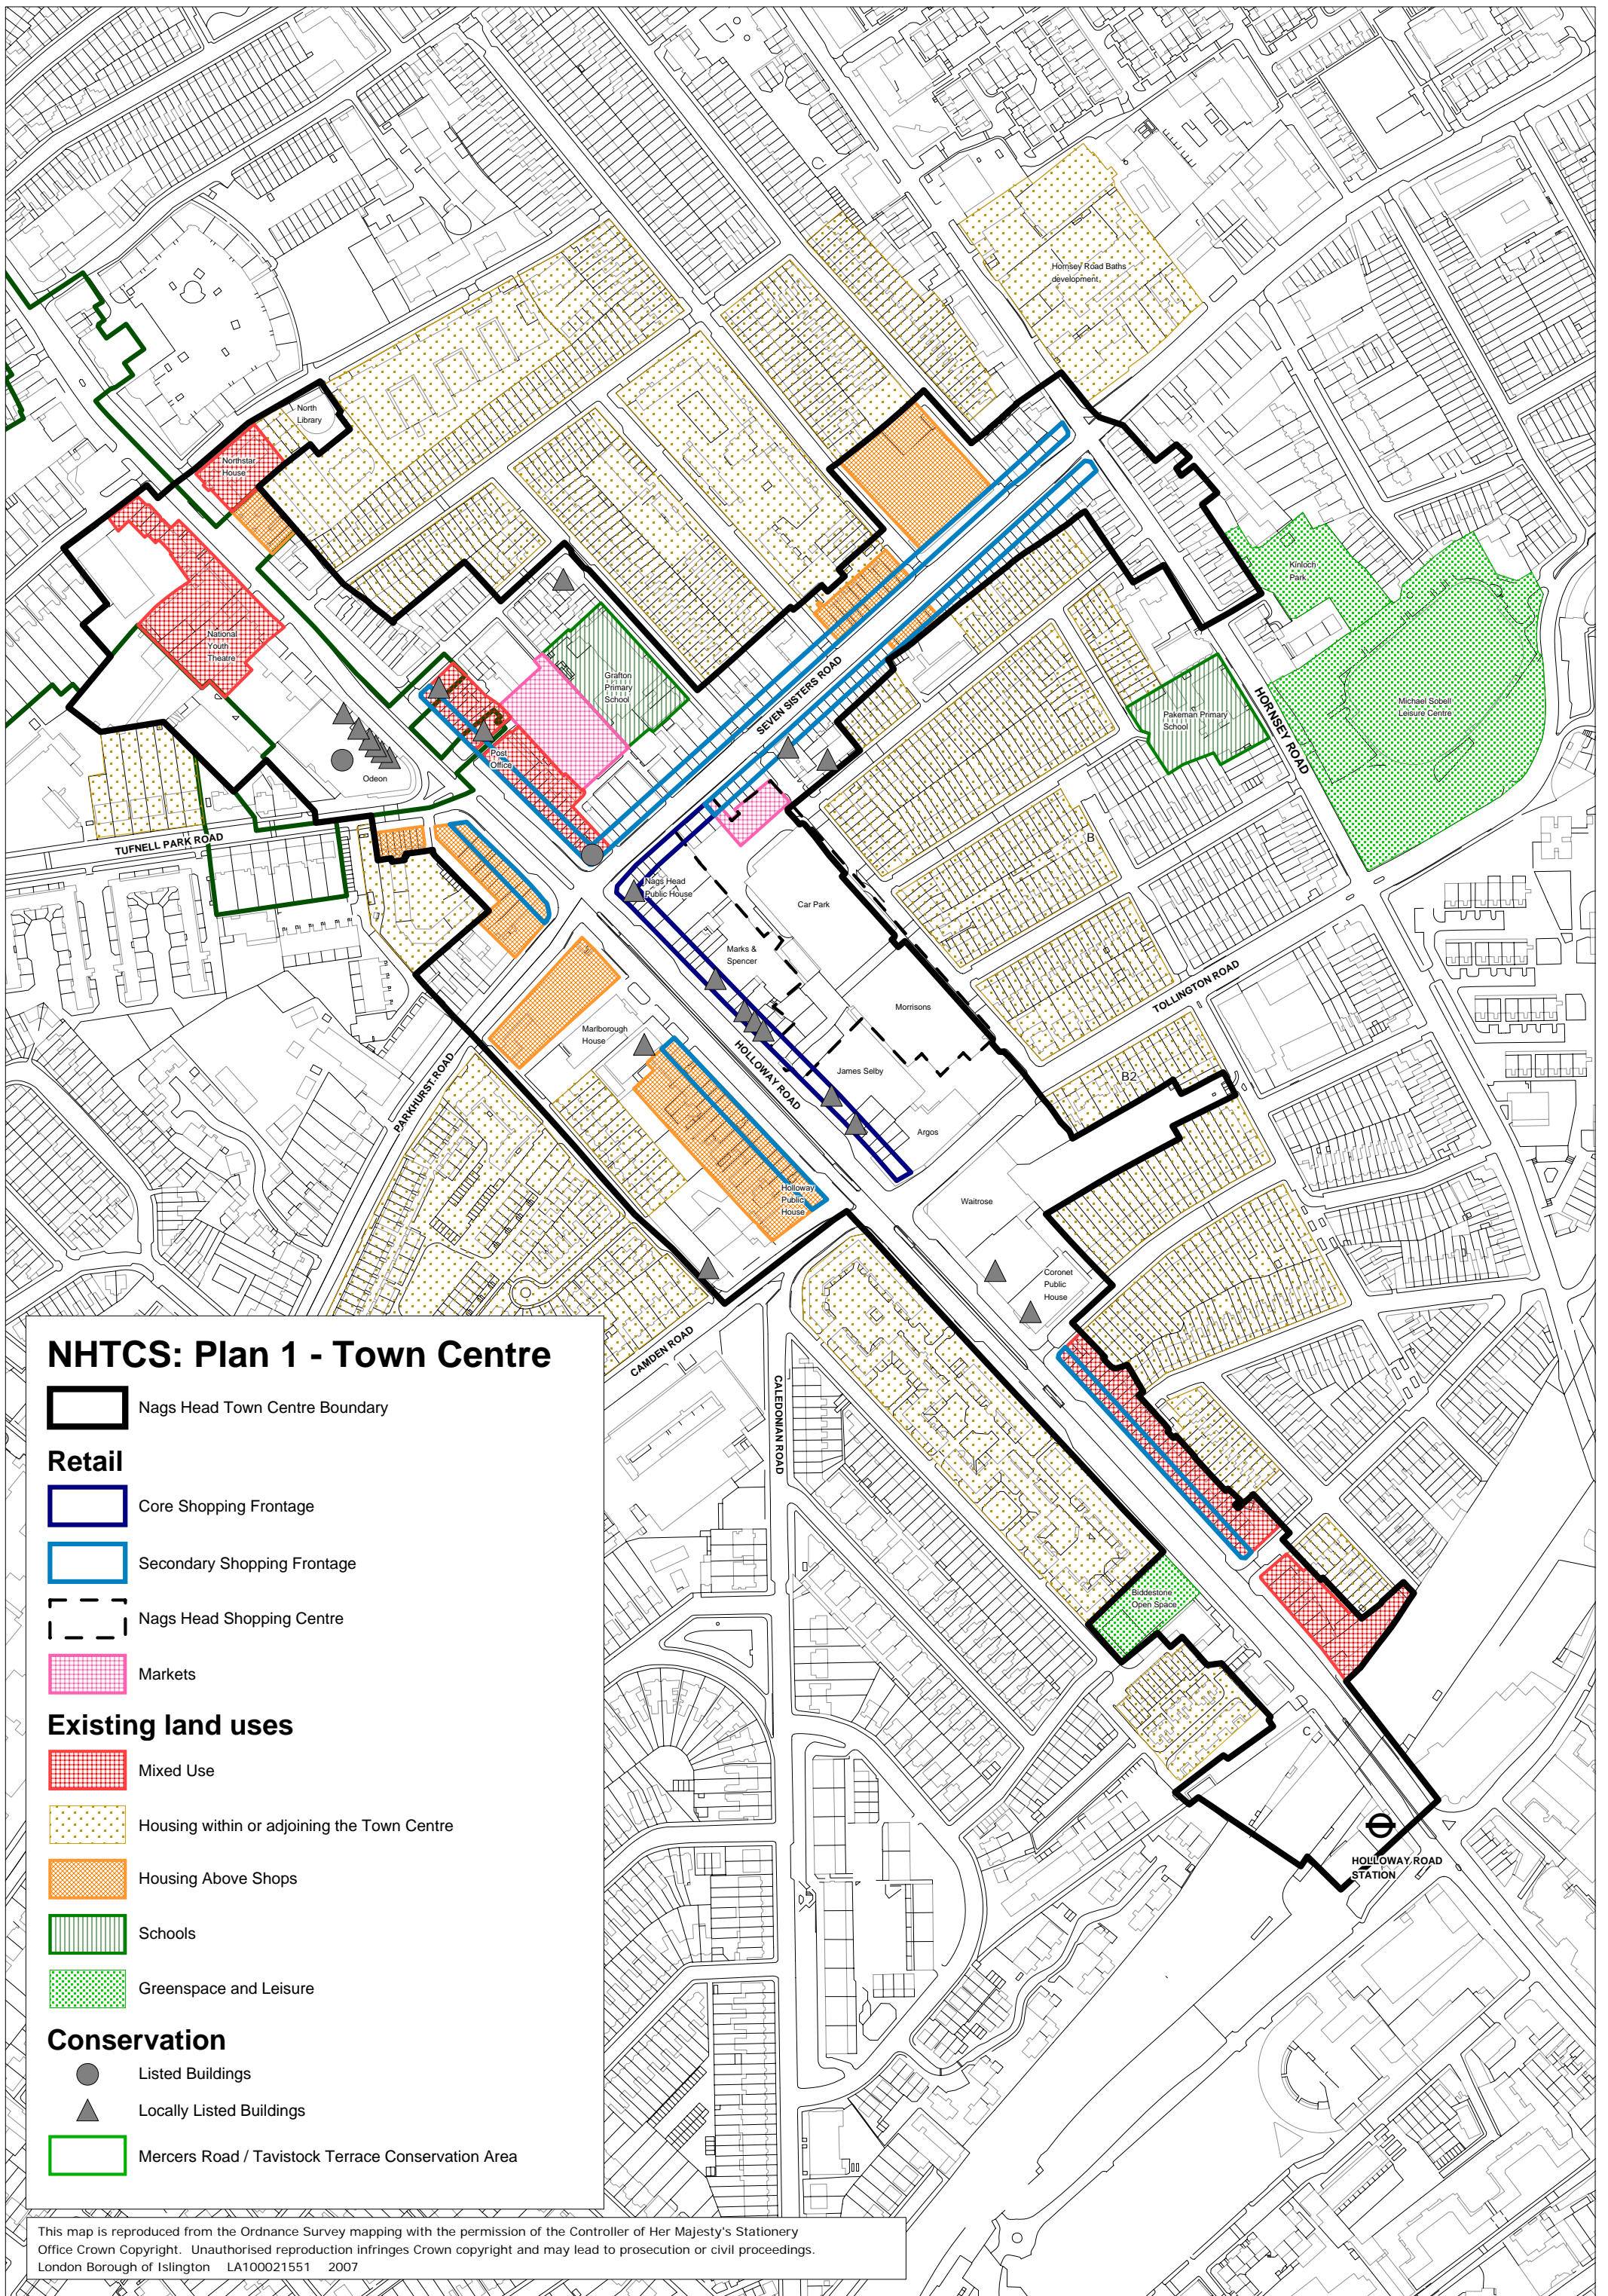 Hornsey Road Baths
development
North
Library
Northstar
House
Kinloch
Park
National
Youth
Theatre
Grafton
Primary
School
SEVEN SISTERS ROAD
HORNSEY ROAD
Michael Sobell
Leisure Centre
Pakeman Primary
School
Post
Office
Odeon
TUFNELL PARK ROAD
B
Nags Head
Public House
Car Park
Marks &
Spencer
TOLLINGTON ROAD
Morrisons
Marlborough
House
HOLLOWAY ROAD
James Selby
B2
PARKHURST ROAD
Argos
Holloway
Public
House
Waitrose
Coronet
Public
House
CAMDEN ROAD
CALEDONIAN ROAD
Biddestone
Open Space
C
HOLLOWAY ROAD
STATION
NHTCS: Plan 1 - Town Centre
Nags Head Town Centre Boundary
Retail
Core Shopping Frontage
Secondary Shopping Frontage
Nags Head Shopping Centre
Markets
Existing land uses
Mixed Use
Housing within or adjoining the Town Centre
Housing Above Shops
Schools
Greenspace and Leisure
Conservation
Listed Buildings
Locally Listed Buildings
Mercers Road / Tavistock Terrace Conservation Area
This map is reproduced from the Ordnance Survey mapping with the permission of the Controller of Her Majesty's Stationery
Office Crown Copyright. Unauthorised reproduction infringes Crown copyright and may lead to prosecution or civil proceedings.
London Borough of Islington LA100021551 2007